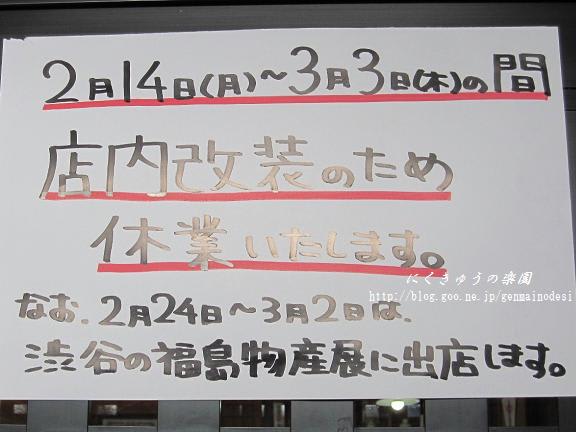 2月14日(月)～3月3日(木)の間
店内改装のため
休業いたします。
にくきゅうの楽園
http://blog.goo.ne.jp/genmainodesi
なお、2月24日～3月2日は、
渋谷の福島物産展に出店します。